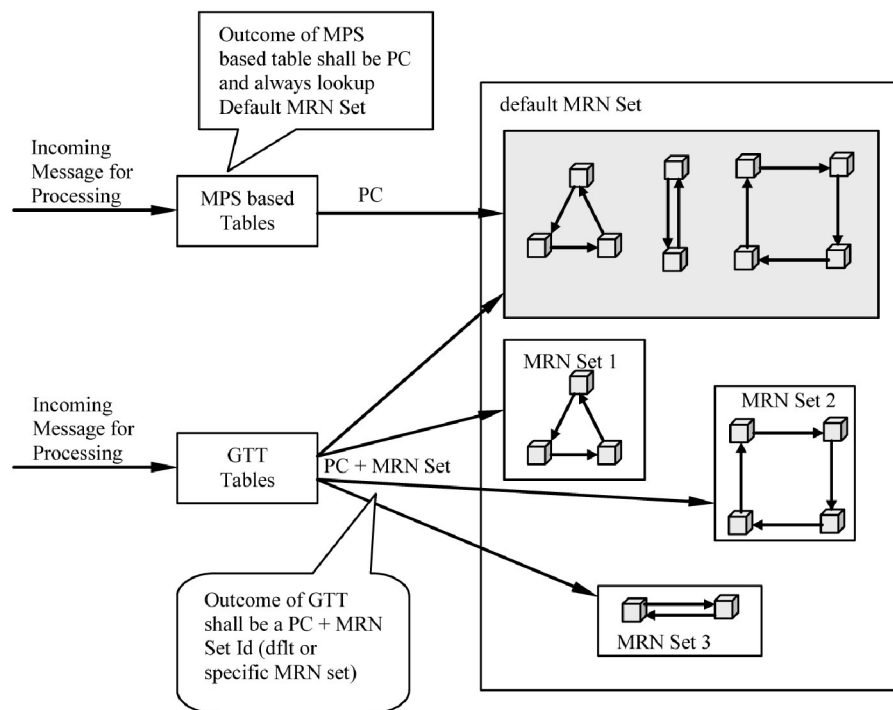 Outcome of MPS
based table shall be PC
and always lookup
Default MRN Set
default MRN Set
Incoming
Message for
Processing
MPS based
Tables
PC
MRN Set 1
MRN Set 2
Incoming
Message for
Processing
GTT
Tables
PC + MRN Set
Outcome of GTT
shall be a PC + MRN
Set Id (dflt or
specific MRN set)
MRN Set 3